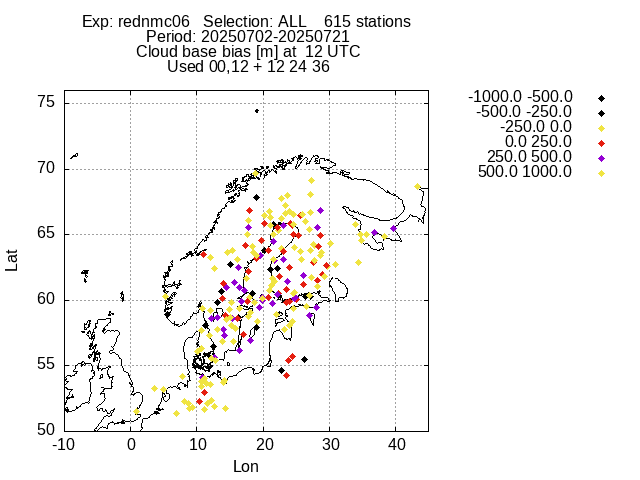 Exp: rednmc06 Selection: ALL 615 stations
Period: 20250702-20250721
Cloud base bias [m] at 12 UTC
Used 00,12 + 12 24 36
-1000.0 -500.0
-500.0 -250.0
-250.0 0.0
0.0 250.0
250.0 500.0
500.0 1000.0
75
70
65
60
55
50
Lat
-10 0 10 20 30 40
Lon